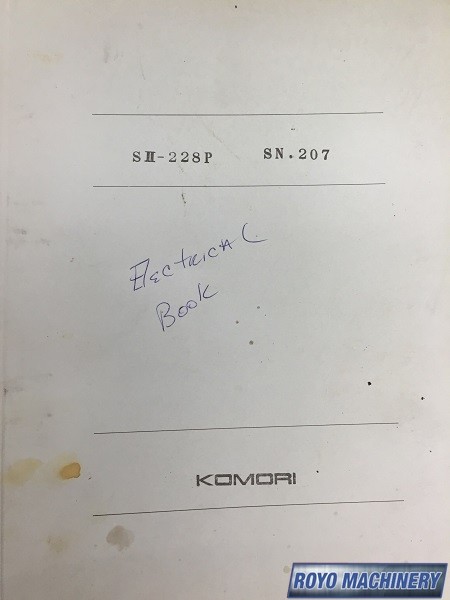 SⅢ-228P SN.207
ElectricAL
Book
KOMORI
ROYO MACHINERY